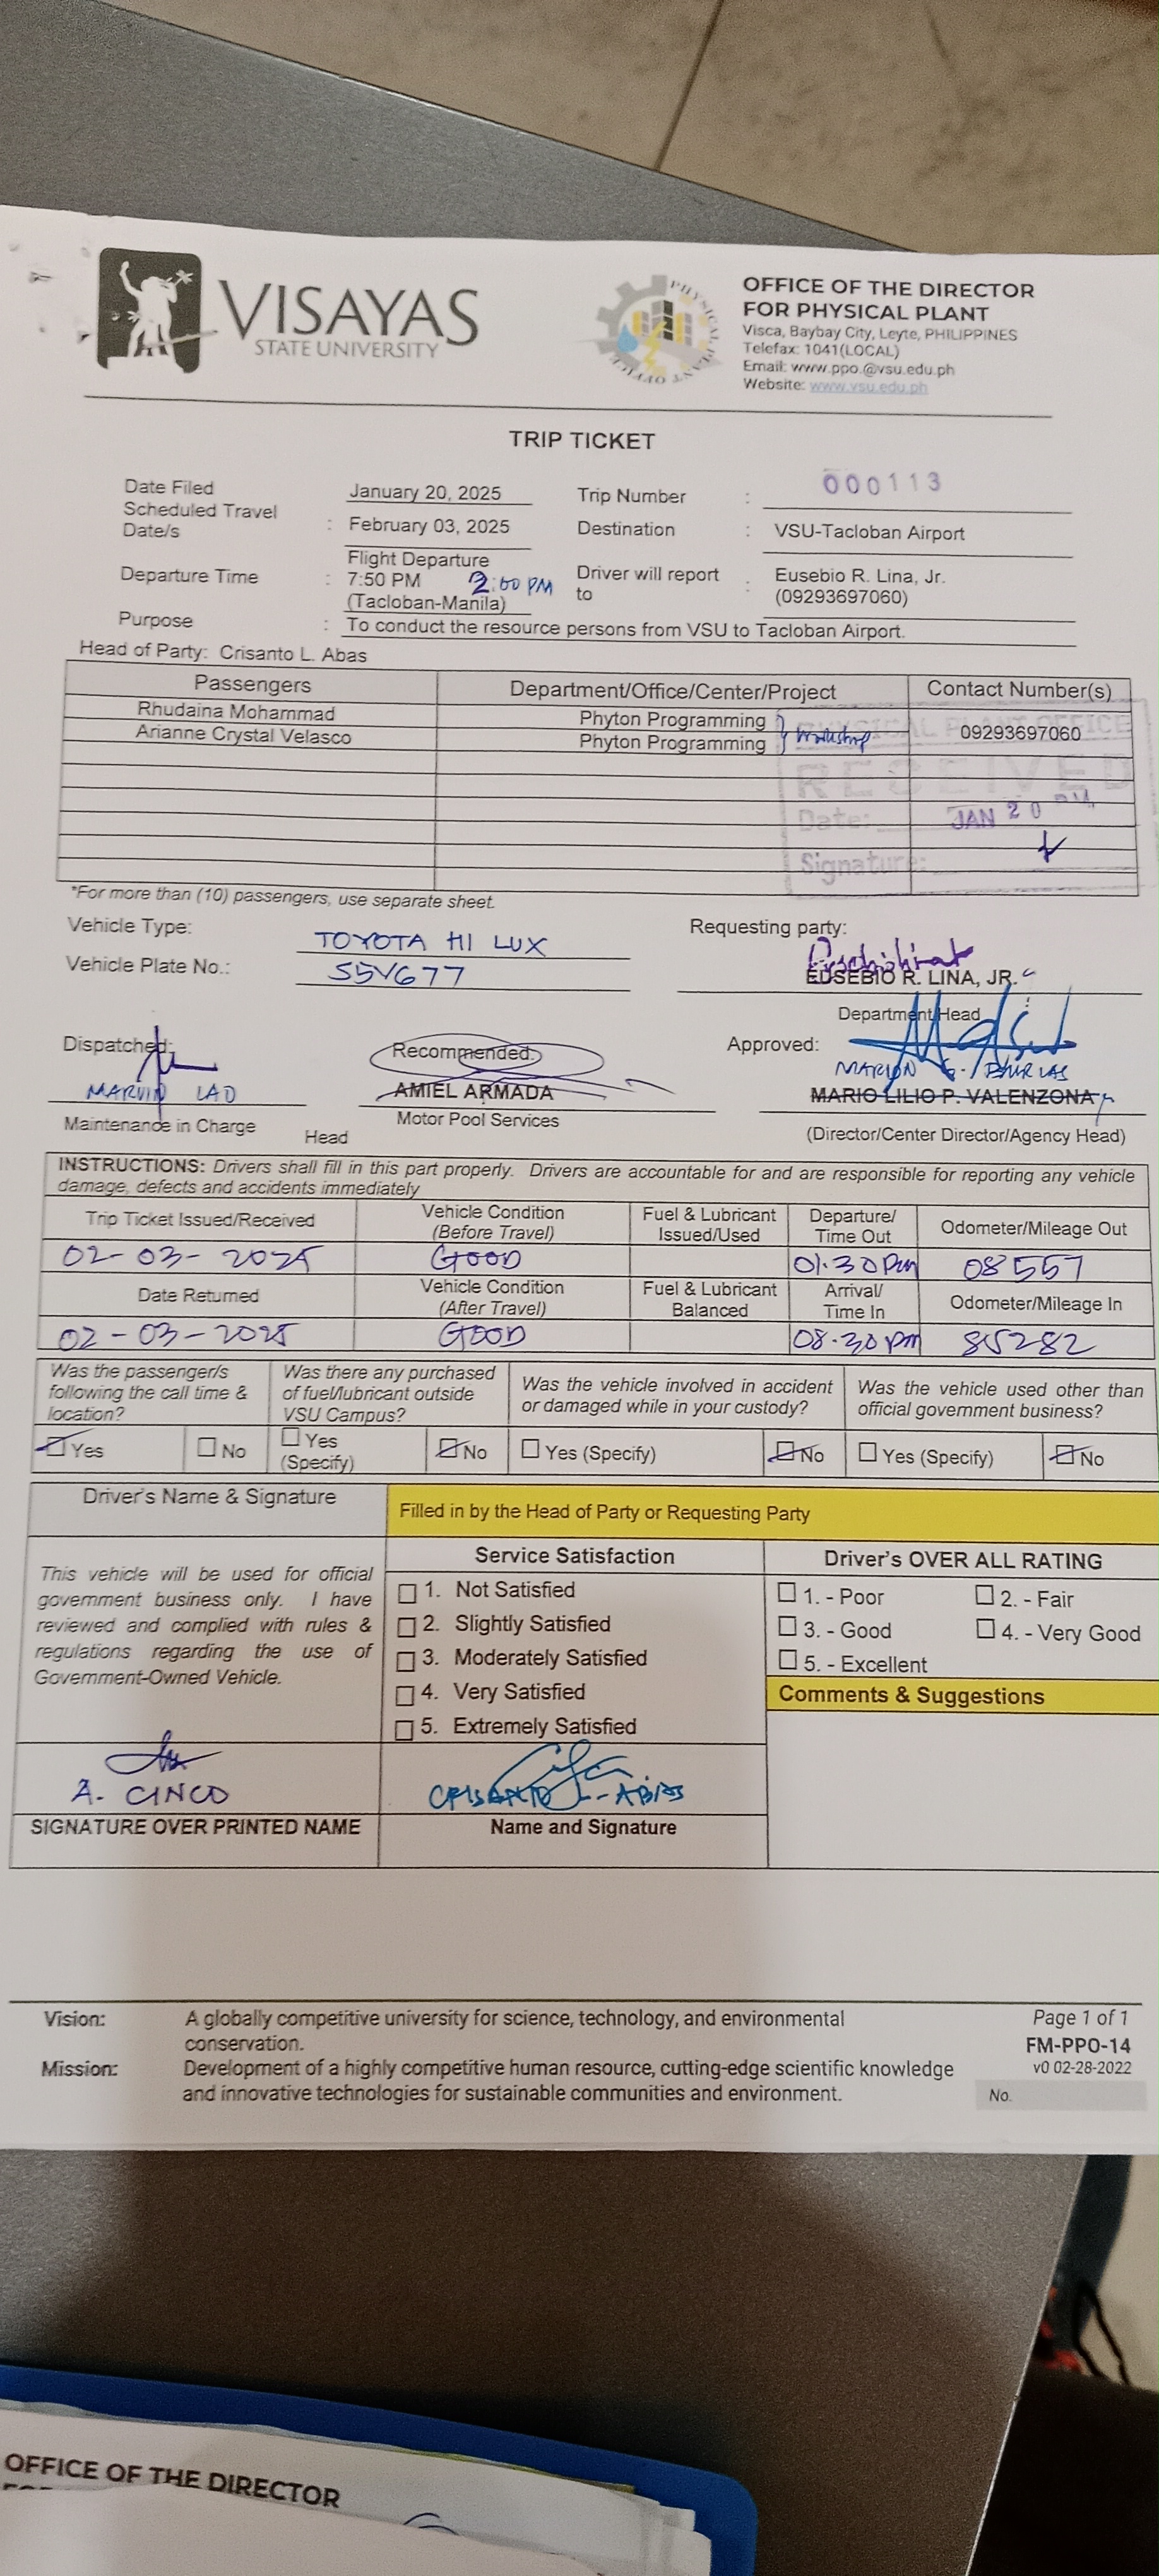 VISAYAS
STATE UNIVERSITY
PHYSICAL PLANT OFFICE
OFFICE OF THE DIRECTOR
FOR PHYSICAL PLANT
Visca, Baybay City, Leyte, PHILIPPINES
Telefax: 1041(LOCAL)
Email: www.ppo.@vsu.edu.ph
Website: www.vsu.edu.ph
TRIP TICKET
Date Filed January 20, 2025 Trip Number : 000113
Scheduled Travel Date/s : February 03, 2025 Destination : VSU-Tacloban Airport
Departure Time : Flight Departure 7:50 PM (Tacloban-Manila) 2:00 PM Driver will report to : Eusebio R. Lina, Jr. (09293697060)
Purpose : To conduct the resource persons from VSU to Tacloban Airport.
Head of Party: Crisanto L. Abas
Passengers Department/Office/Center/Project Contact Number(s)
Rhudaina Mohammad Phyton Programming
Arianne Crystal Velasco Phyton Programming Workshop 09293697060
PHYSICAL PLANT OFFICE
RECEIVED
Date: JAN 20
Signature:
*For more than (10) passengers, use separate sheet.
Vehicle Type: TOYOTA HI LUX Requesting party:
Vehicle Plate No.: S5V677 EUSEBIO R. LINA, JR.
Department Head
Dispatched: Recommended: Approved:
MARVIN LAO AMIEL ARMADA MARLON G.
MARIO LILIO P. VALENZONA
Maintenance in Charge Head Motor Pool Services (Director/Center Director/Agency Head)
INSTRUCTIONS: Drivers shall fill in this part properly. Drivers are accountable for and are responsible for reporting any vehicle
damage, defects and accidents immediately
Trip Ticket Issued/Received Vehicle Condition (Before Travel) Fuel & Lubricant Issued/Used Departure/ Time Out Odometer/Mileage Out
02-03-2025 GOOD 01:30pm 08557
Date Returned Vehicle Condition (After Travel) Fuel & Lubricant Balanced Arrival/ Time In Odometer/Mileage In
02-03-2025 GOOD 08:30pm 85282
Was the passenger/s following the call time & location? Was there any purchased of fuel/lubricant outside VSU Campus? Was the vehicle involved in accident or damaged while in your custody? Was the vehicle used other than official government business?
Yes No Yes (Specify) No Yes (Specify) No Yes (Specify) No
Driver's Name & Signature Filled in by the Head of Party or Requesting Party
Service Satisfaction Driver's OVER ALL RATING
This vehicle will be used for official
government business only. I have
reviewed and complied with rules &
regulations regarding the use of
Government-Owned Vehicle.
1. Not Satisfied 1. - Poor 2. - Fair
2. Slightly Satisfied 3. - Good 4. - Very Good
3. Moderately Satisfied 5. - Excellent
4. Very Satisfied Comments & Suggestions
5. Extremely Satisfied
A. CINCO CRISANTO L. ABAS
SIGNATURE OVER PRINTED NAME Name and Signature
Vision: A globally competitive university for science, technology, and environmental
conservation.
Mission: Development of a highly competitive human resource, cutting-edge scientific knowledge
and innovative technologies for sustainable communities and environment.
Page 1 of 1
FM-PPO-14
v0 02-28-2022
No.
OFFICE OF THE DIRECTOR